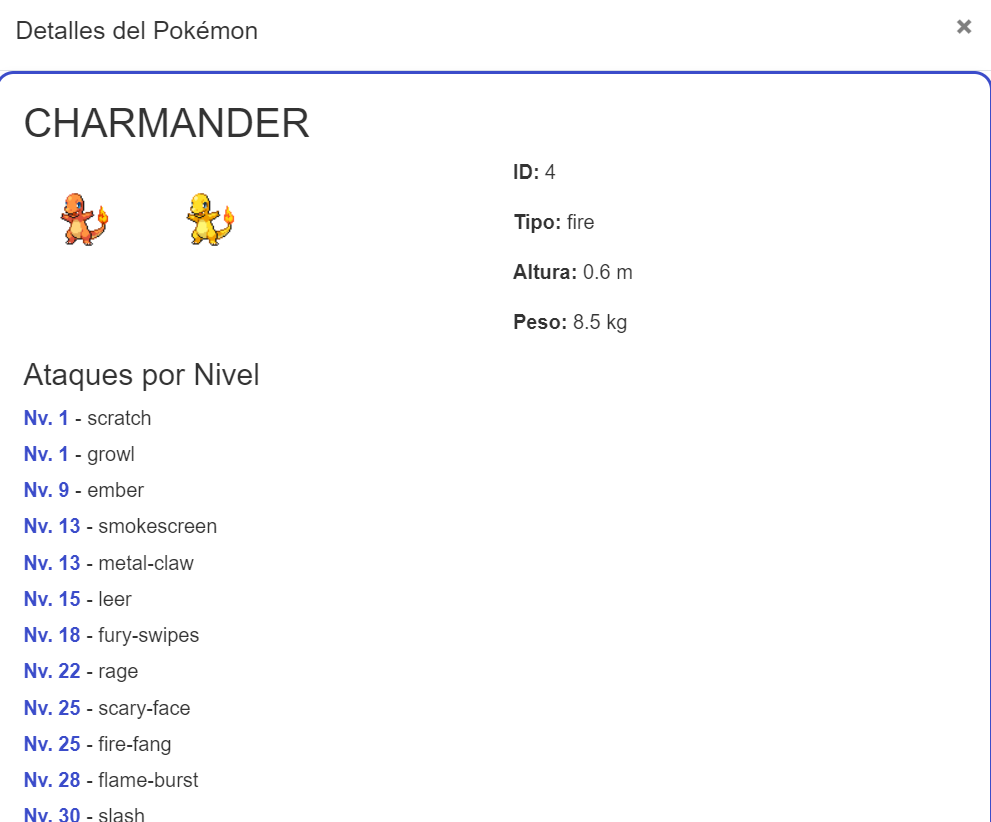 Detalles del Pokémon
×
CHARMANDER
ID: 4
Tipo: fire
Altura: 0.6 m
Peso: 8.5 kg
Ataques por Nivel
Nv. 1 - scratch
Nv. 1 - growl
Nv. 9 - ember
Nv. 13 - smokescreen
Nv. 13 - metal-claw
Nv. 15 - leer
Nv. 18 - fury-swipes
Nv. 22 - rage
Nv. 25 - scary-face
Nv. 25 - fire-fang
Nv. 28 - flame-burst
Nv. 30 - slash